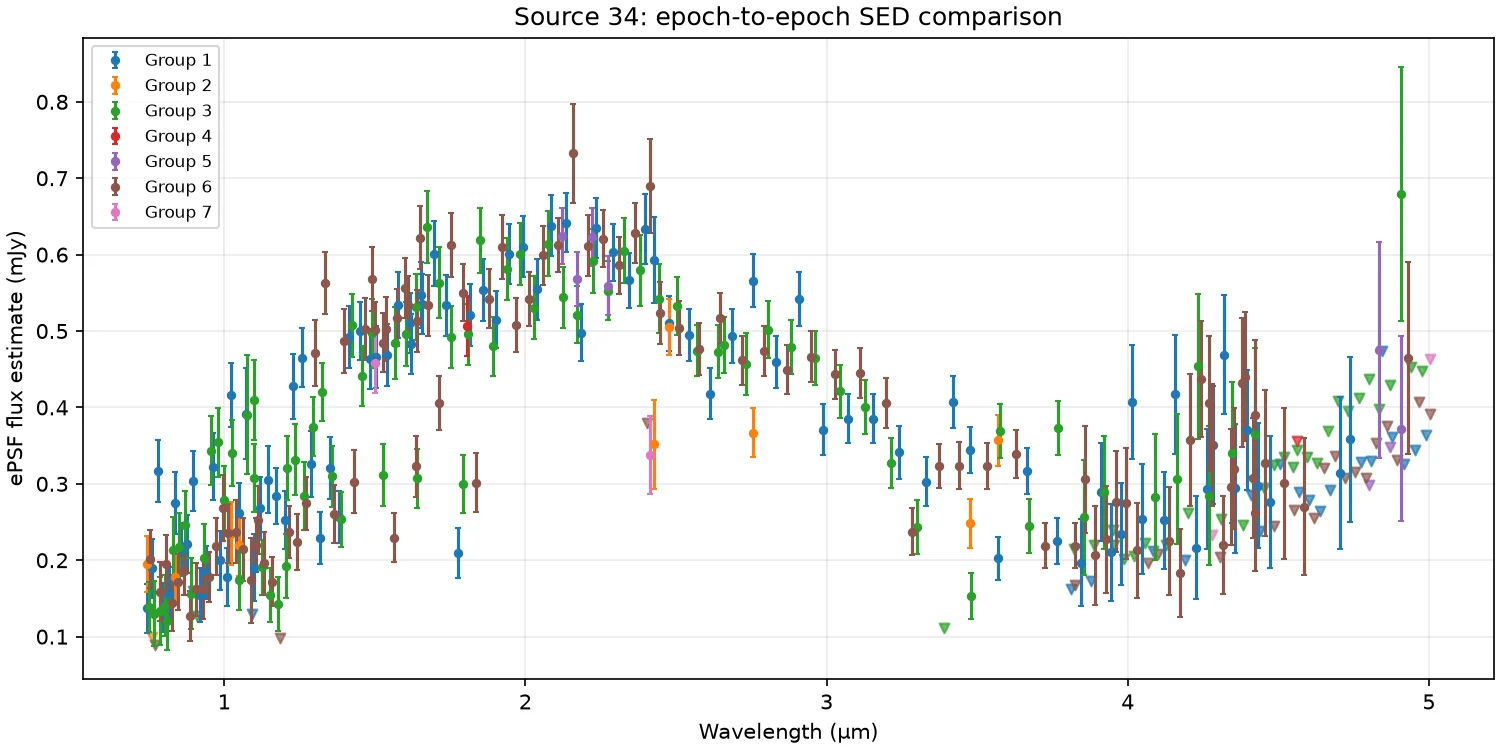 Source 34: epoch-to-epoch SED comparison
Group 1
Group 2
Group 3
Group 4
Group 5
Group 6
Group 7
ePSF flux estimate (mJy)
0.8
0.7
0.6
0.5
0.4
0.3
0.2
0.1
1 2 3 4 5
Wavelength (μm)